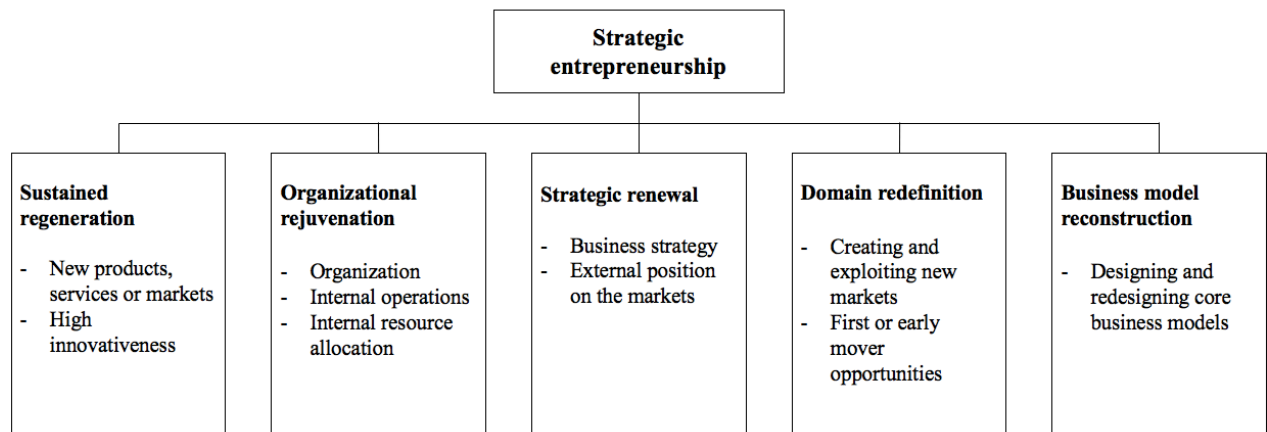 Strategic
entrepreneurship
Sustained
regeneration
- New products,
services or markets
- High
innovativeness
Organizational
rejuvenation
- Organization
- Internal operations
- Internal resource
allocation
Strategic renewal
- Business strategy
- External position
on the markets
Domain redefinition
- Creating and
exploiting new
markets
- First or early
mover
opportunities
Business model
reconstruction
- Designing and
redesigning core
business models